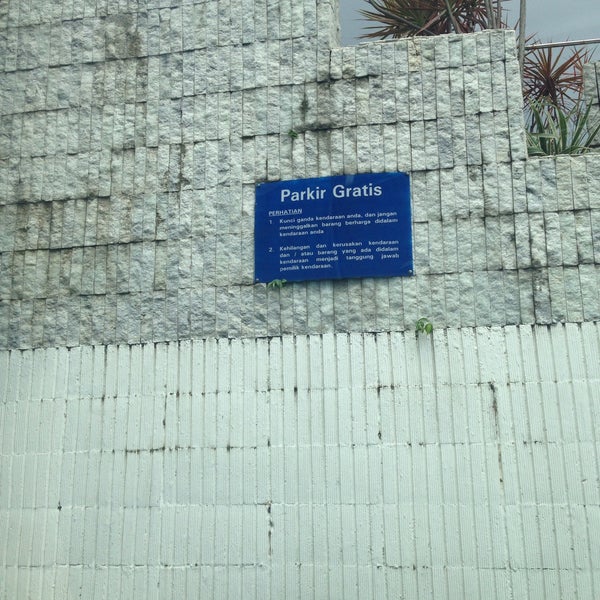 Parkir Gratis
PERHATIAN
1. Kunci ganda kendaraan anda, dan jangan
meninggalkan barang berharga didalam
kendaraan anda
2. Kehilangan dan kerusakan kendaraan
dan / atau barang yang ada didalam
kendaraan menjadi tanggung jawab
pemilik kendaraan.